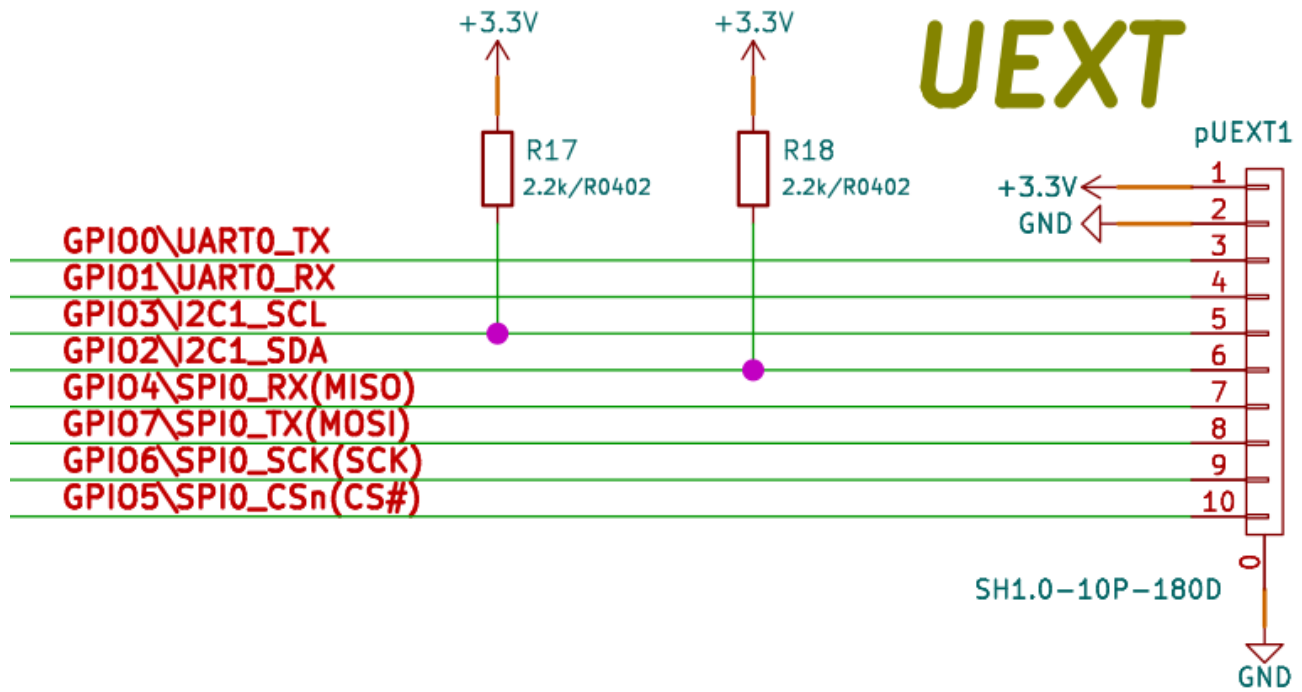 +3.3V
+3.3V
UEXT
pUEXT1
R17
2.2k/R0402
R18
2.2k/R0402
+3.3V
1
GND
2
GPIO0\UART0_TX
3
GPIO1\UART0_RX
4
GPIO3\I2C1_SCL
5
GPIO2\I2C1_SDA
6
GPIO4\SPI0_RX(MISO)
7
GPIO7\SPI0_TX(MOSI)
8
GPIO6\SPI0_SCK(SCK)
9
GPIO5\SPI0_CSn(CS#)
10
0
SH1.0-10P-180D
GND